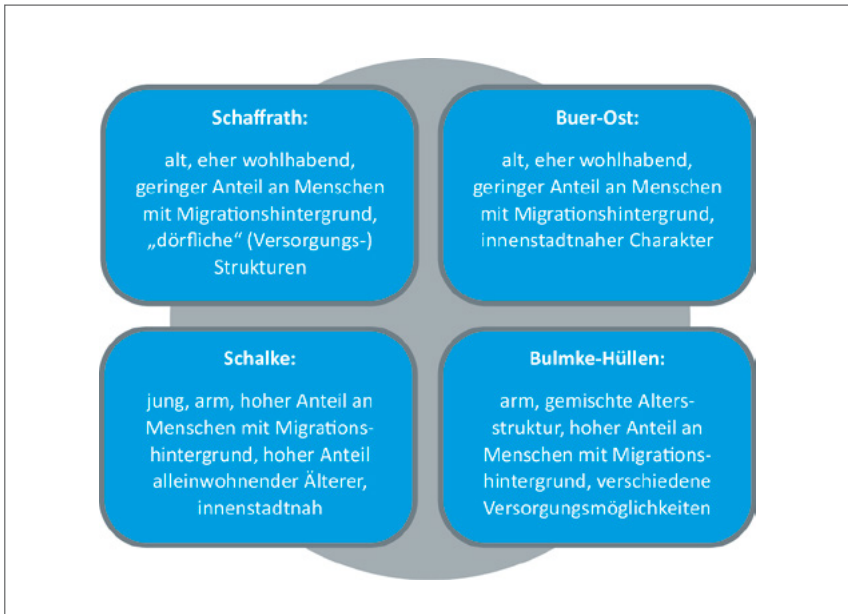 Schaffrath:
alt, eher wohlhabend,
geringer Anteil an Menschen
mit Migrationshintergrund,
„dörfliche“ (Versorgungs-)
Strukturen
Buer-Ost:
alt, eher wohlhabend,
geringer Anteil an Menschen
mit Migrationshintergrund,
innenstadtnaher Charakter
Schalke:
jung, arm, hoher Anteil an
Menschen mit Migrations-
hintergrund, hoher Anteil
alleinwohnender Älterer,
innenstadtnah
Bulmke-Hüllen:
arm, gemischte Alters-
struktur, hoher Anteil an
Menschen mit Migrations-
hintergrund, verschiedene
Versorgungsmöglichkeiten